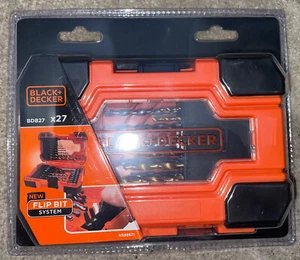 BLACK+
DECKER
BDB27 x27
BLACK+DECKER
NEW
FLIP BIT
SYSTEM